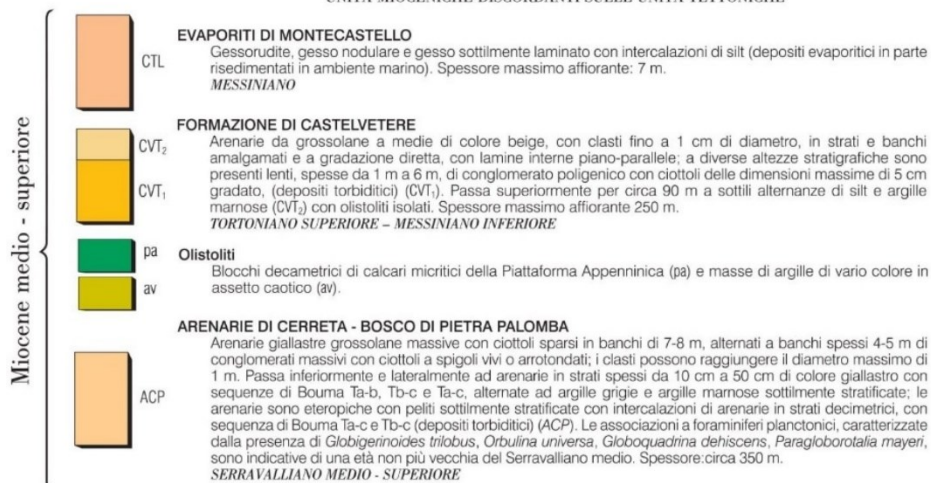 UNITÀ MIOCENICHE DISCORDANTI SULLE UNITÀ TETTONICHE
Miocene medio - superiore
CTL
EVAPORITI DI MONTECASTELLO
Gessorudite, gesso nodulare e gesso sottilmente laminato con intercalazioni di silt (depositi evaporitici in parte
risedimentati in ambiente marino). Spessore massimo affiorante: 7 m.
MESSINIANO
CVT₂
CVT₁
FORMAZIONE DI CASTELVETERE
Arenarie da grossolane a medie di colore beige, con clasti fino a 1 cm di diametro, in strati e banchi
amalgamati e a gradazione diretta, con lamine interne piano-parallele; a diverse altezze stratigrafiche sono
presenti lenti, spesse da 1 m a 6 m, di conglomerato poligenico con ciottoli delle dimensioni massime di 5 cm
gradato, (depositi torbiditici) (CVT₁). Passa superiormente per circa 90 m a sottili alternanze di silt e argille
marnose (CVT₂) con olistoliti isolati. Spessore massimo affiorante 250 m.
TORTONIANO SUPERIORE – MESSINIANO INFERIORE
pa
av
Olistoliti
Blocchi decametrici di calcari micritici della Piattaforma Appenninica (pa) e masse di argille di vario colore in
assetto caotico (av).
ACP
ARENARIE DI CERRETA - BOSCO DI PIETRA PALOMBA
Arenarie giallastre grossolane massive con ciottoli sparsi in banchi di 7-8 m, alternati a banchi spessi 4-5 m di
conglomerati massivi con ciottoli a spigoli vivi o arrotondati; i clasti possono raggiungere il diametro massimo di
1 m. Passa inferiormente e lateralmente ad arenarie in strati spessi da 10 cm a 50 cm di colore giallastro con
sequenze di Bouma Ta-b, Tb-c e Ta-c, alternate ad argille grigie e argille marnose sottilmente stratificate; le
arenarie sono eteropiche con peliti sottilmente stratificate con intercalazioni di arenarie in strati decimetrici, con
sequenza di Bouma Ta-c e Tb-c (depositi torbiditici) (ACP). Le associazioni a foraminiferi planctonici, caratterizzate
dalla presenza di Globigerinoides trilobus, Orbulina universa, Globoquadrina dehiscens, Paragloborotalia mayeri,
sono indicative di una età non più vecchia del Serravalliano medio. Spessore:circa 350 m.
SERRAVALLIANO MEDIO - SUPERIORE